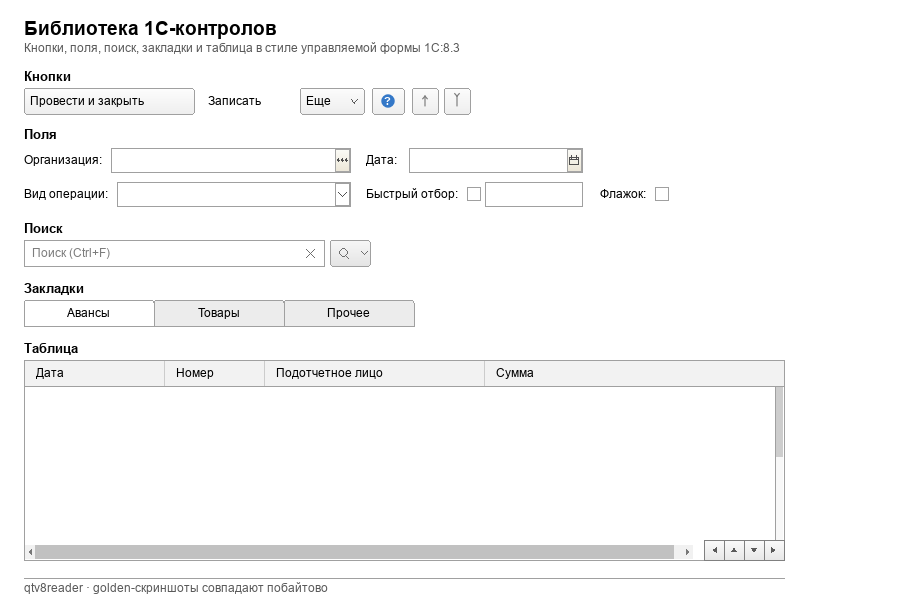 Библиотека 1С-контролов
Кнопки, поля, поиск, закладки и таблица в стиле управляемой формы 1С:8.3
Кнопки
Провести и закрыть Записать Еще ?
Поля
Организация: Дата:
Вид операции: Быстрый отбор: Флажок:
Поиск
Поиск (Ctrl+F)
Закладки
Авансы Товары Прочее
Таблица
Дата Номер Подотчетное лицо Сумма
qtv8reader · golden-скриншоты совпадают побайтово